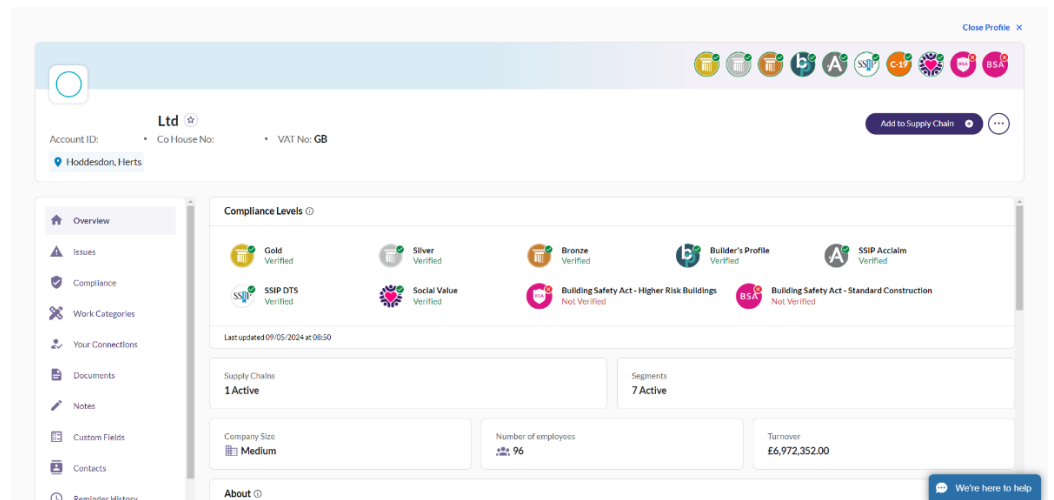 Close Profile ×
SSIP C-19 BSA BSA
Ltd
Account ID: • Co House No: • VAT No: GB
Add to Supply Chain
Hoddesdon, Herts
Overview
Issues
Compliance
Work Categories
Your Connections
Documents
Notes
Custom Fields
Contacts
Reminder History
Compliance Levels
Gold
Verified
Silver
Verified
Bronze
Verified
Builder's Profile
Verified
SSIP Acclaim
Verified
SSIP
SSIP DTS
Verified
Social Value
Verified
BSA
Building Safety Act - Higher Risk Buildings
Not Verified
BSA
Building Safety Act - Standard Construction
Not Verified
Last updated 09/05/2024 at 08:50
Supply Chains
1 Active
Segments
7 Active
Company Size
Medium
Number of employees
96
Turnover
£6,972,352.00
About
We're here to help